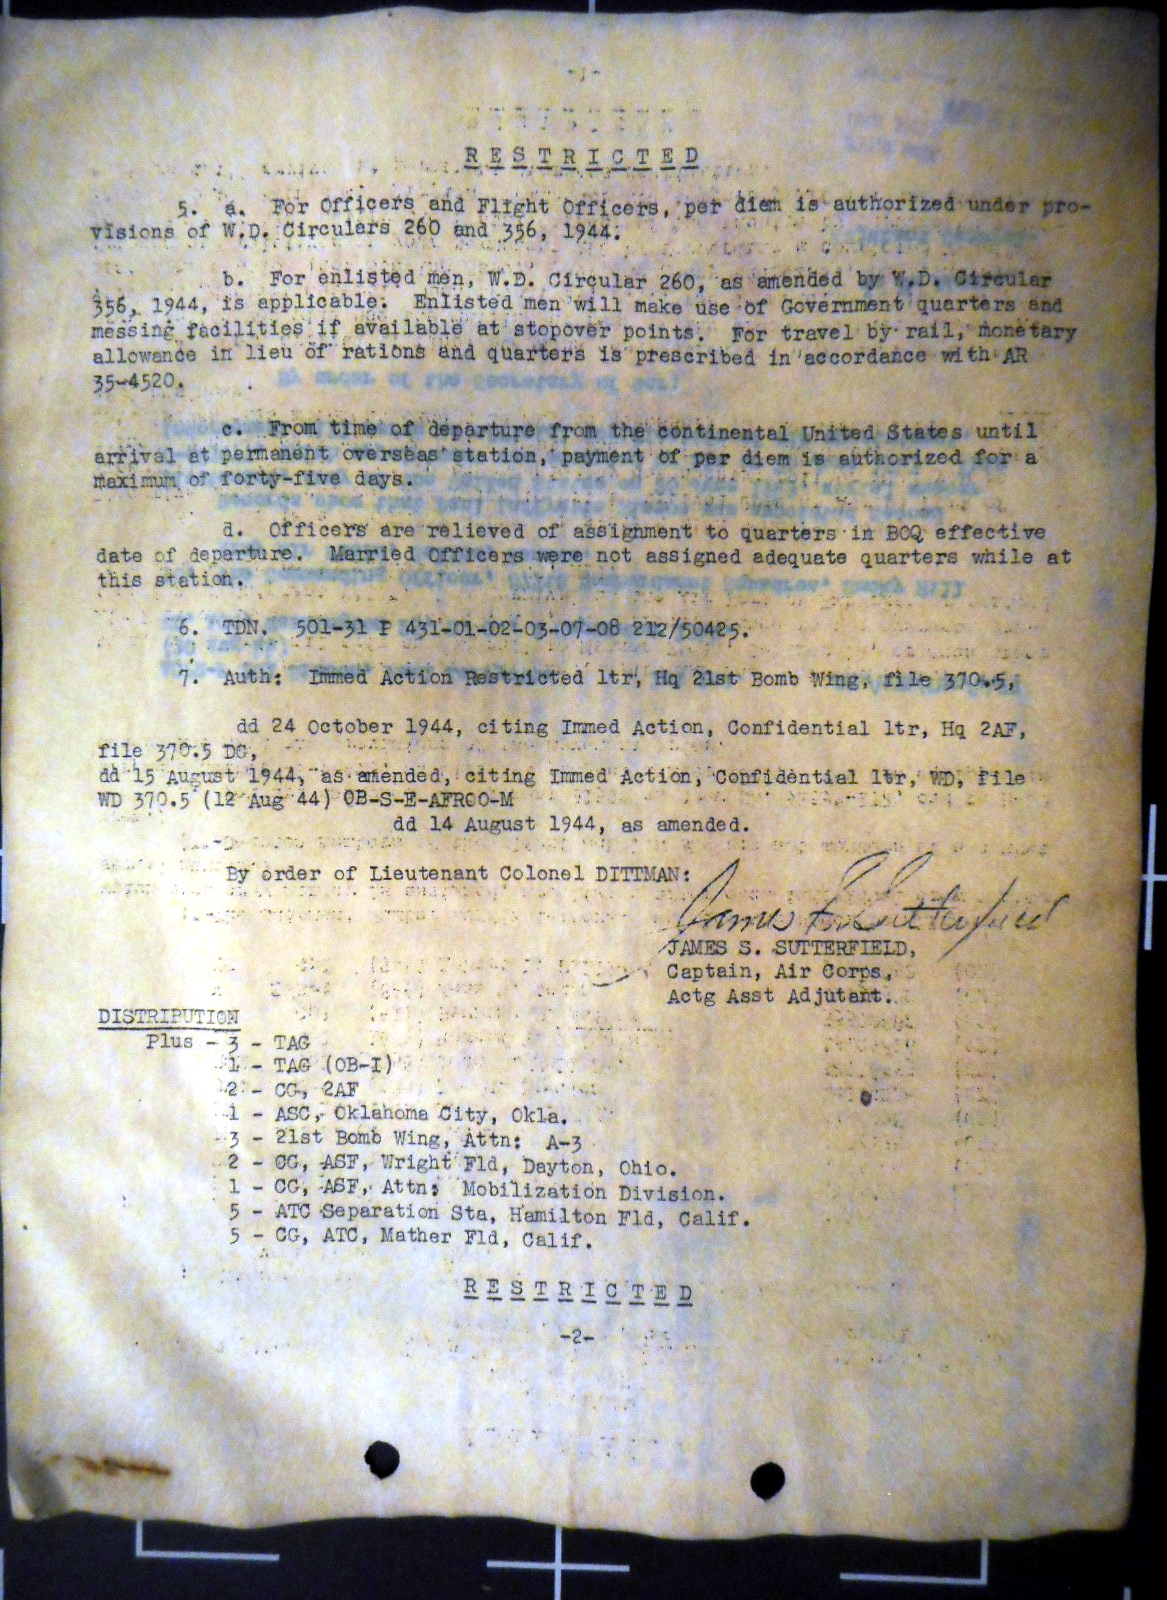 R E S T R I C T E D
5. a. For Officers and Flight Officers, per diem is authorized under pro-
visions of W.D. Circulars 260 and 356, 1944.
b. For enlisted men, W.D. Circular 260, as amended by W.D. Circular
356, 1944, is applicable. Enlisted men will make use of Government quarters and
messing facilities if available at stopover points. For travel by rail, monetary
allowance in lieu of rations and quarters is prescribed in accordance with AR
35-4520.
c. From time of departure from the continental United States until
arrival at permanent overseas station, payment of per diem is authorized for a
maximum of forty-five days.
d. Officers are relieved of assignment to quarters in BOQ effective
date of departure. Married Officers were not assigned adequate quarters while at
this station.
6. TDN. 501-31 P 431-01-02-03-07-08 212/50425.
7. Auth: Immed Action Restricted ltr, Hq 21st Bomb Wing, file 370.5,
dd 24 October 1944, citing Immed Action, Confidential ltr, Hq 2AF,
file 370.5 DG,
dd 15 August 1944, as amended, citing Immed Action, Confidential ltr, WD, file
WD 370.5 (12 Aug 44) OB-S-E-AFROO-M
dd 14 August 1944, as amended.
By order of Lieutenant Colonel DITTMAN:
James S. Sutterfield
JAMES S. SUTTERFIELD,
Captain, Air Corps,
Actg Asst Adjutant.
DISTRIBUTION
Plus - 3 - TAG
1 - TAG (OB-I)
2 - CG, 2AF
1 - ASC, Oklahoma City, Okla.
3 - 21st Bomb Wing, Attn: A-3
2 - CG, ASF, Wright Fld, Dayton, Ohio.
1 - CG, ASF, Attn: Mobilization Division.
5 - ATC Separation Sta, Hamilton Fld, Calif.
5 - CG, ATC, Mather Fld, Calif.
R E S T R I C T E D
-2-